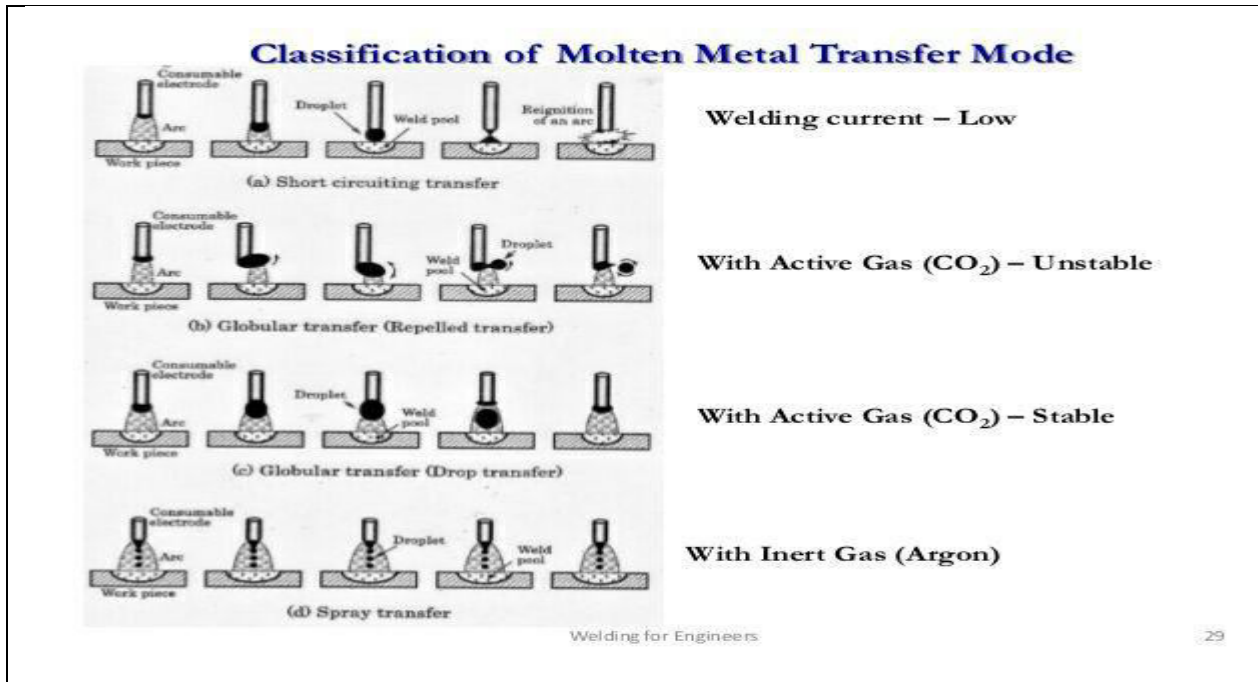 Classification of Molten Metal Transfer Mode
Consumable
electrode
Arc
Work piece
Droplet
Weld pool
Reignition
of an arc
(a) Short circuiting transfer
Welding current – Low
Consumable
electrode
Arc
Work piece
Weld
pool
Droplet
(b) Globular transfer (Repelled transfer)
With Active Gas (CO₂) – Unstable
Consumable
electrode
Arc
Work piece
Droplet
Weld
pool
(c) Globular transfer (Drop transfer)
With Active Gas (CO₂) – Stable
Consumable
electrode
Arc
Work piece
Droplet
Weld
pool
(d) Spray transfer
With Inert Gas (Argon)
Welding for Engineers
29